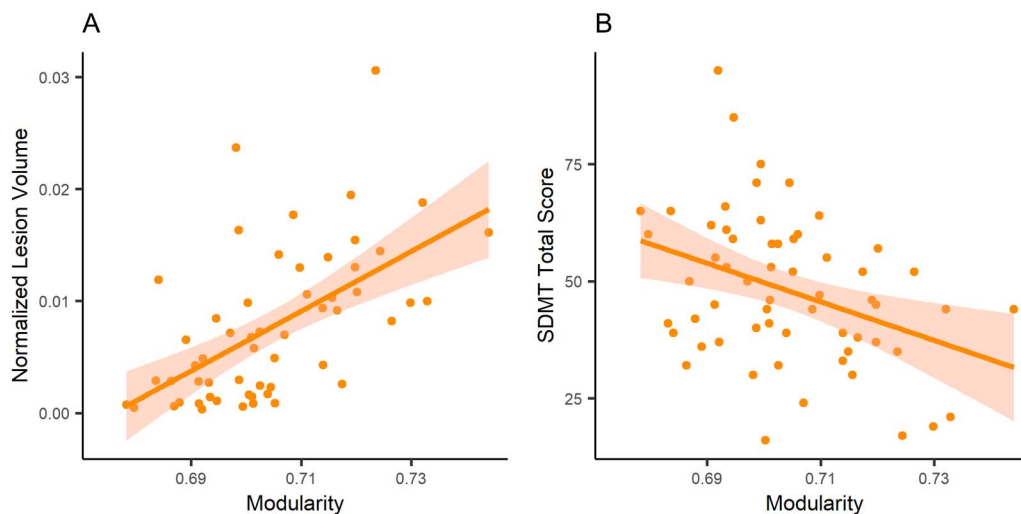 A
Normalized Lesion Volume
0.03
0.02
0.01
0.00
0.69
0.71
0.73
Modularity
B
SDMT Total Score
75
50
25
0.69
0.71
0.73
Modularity